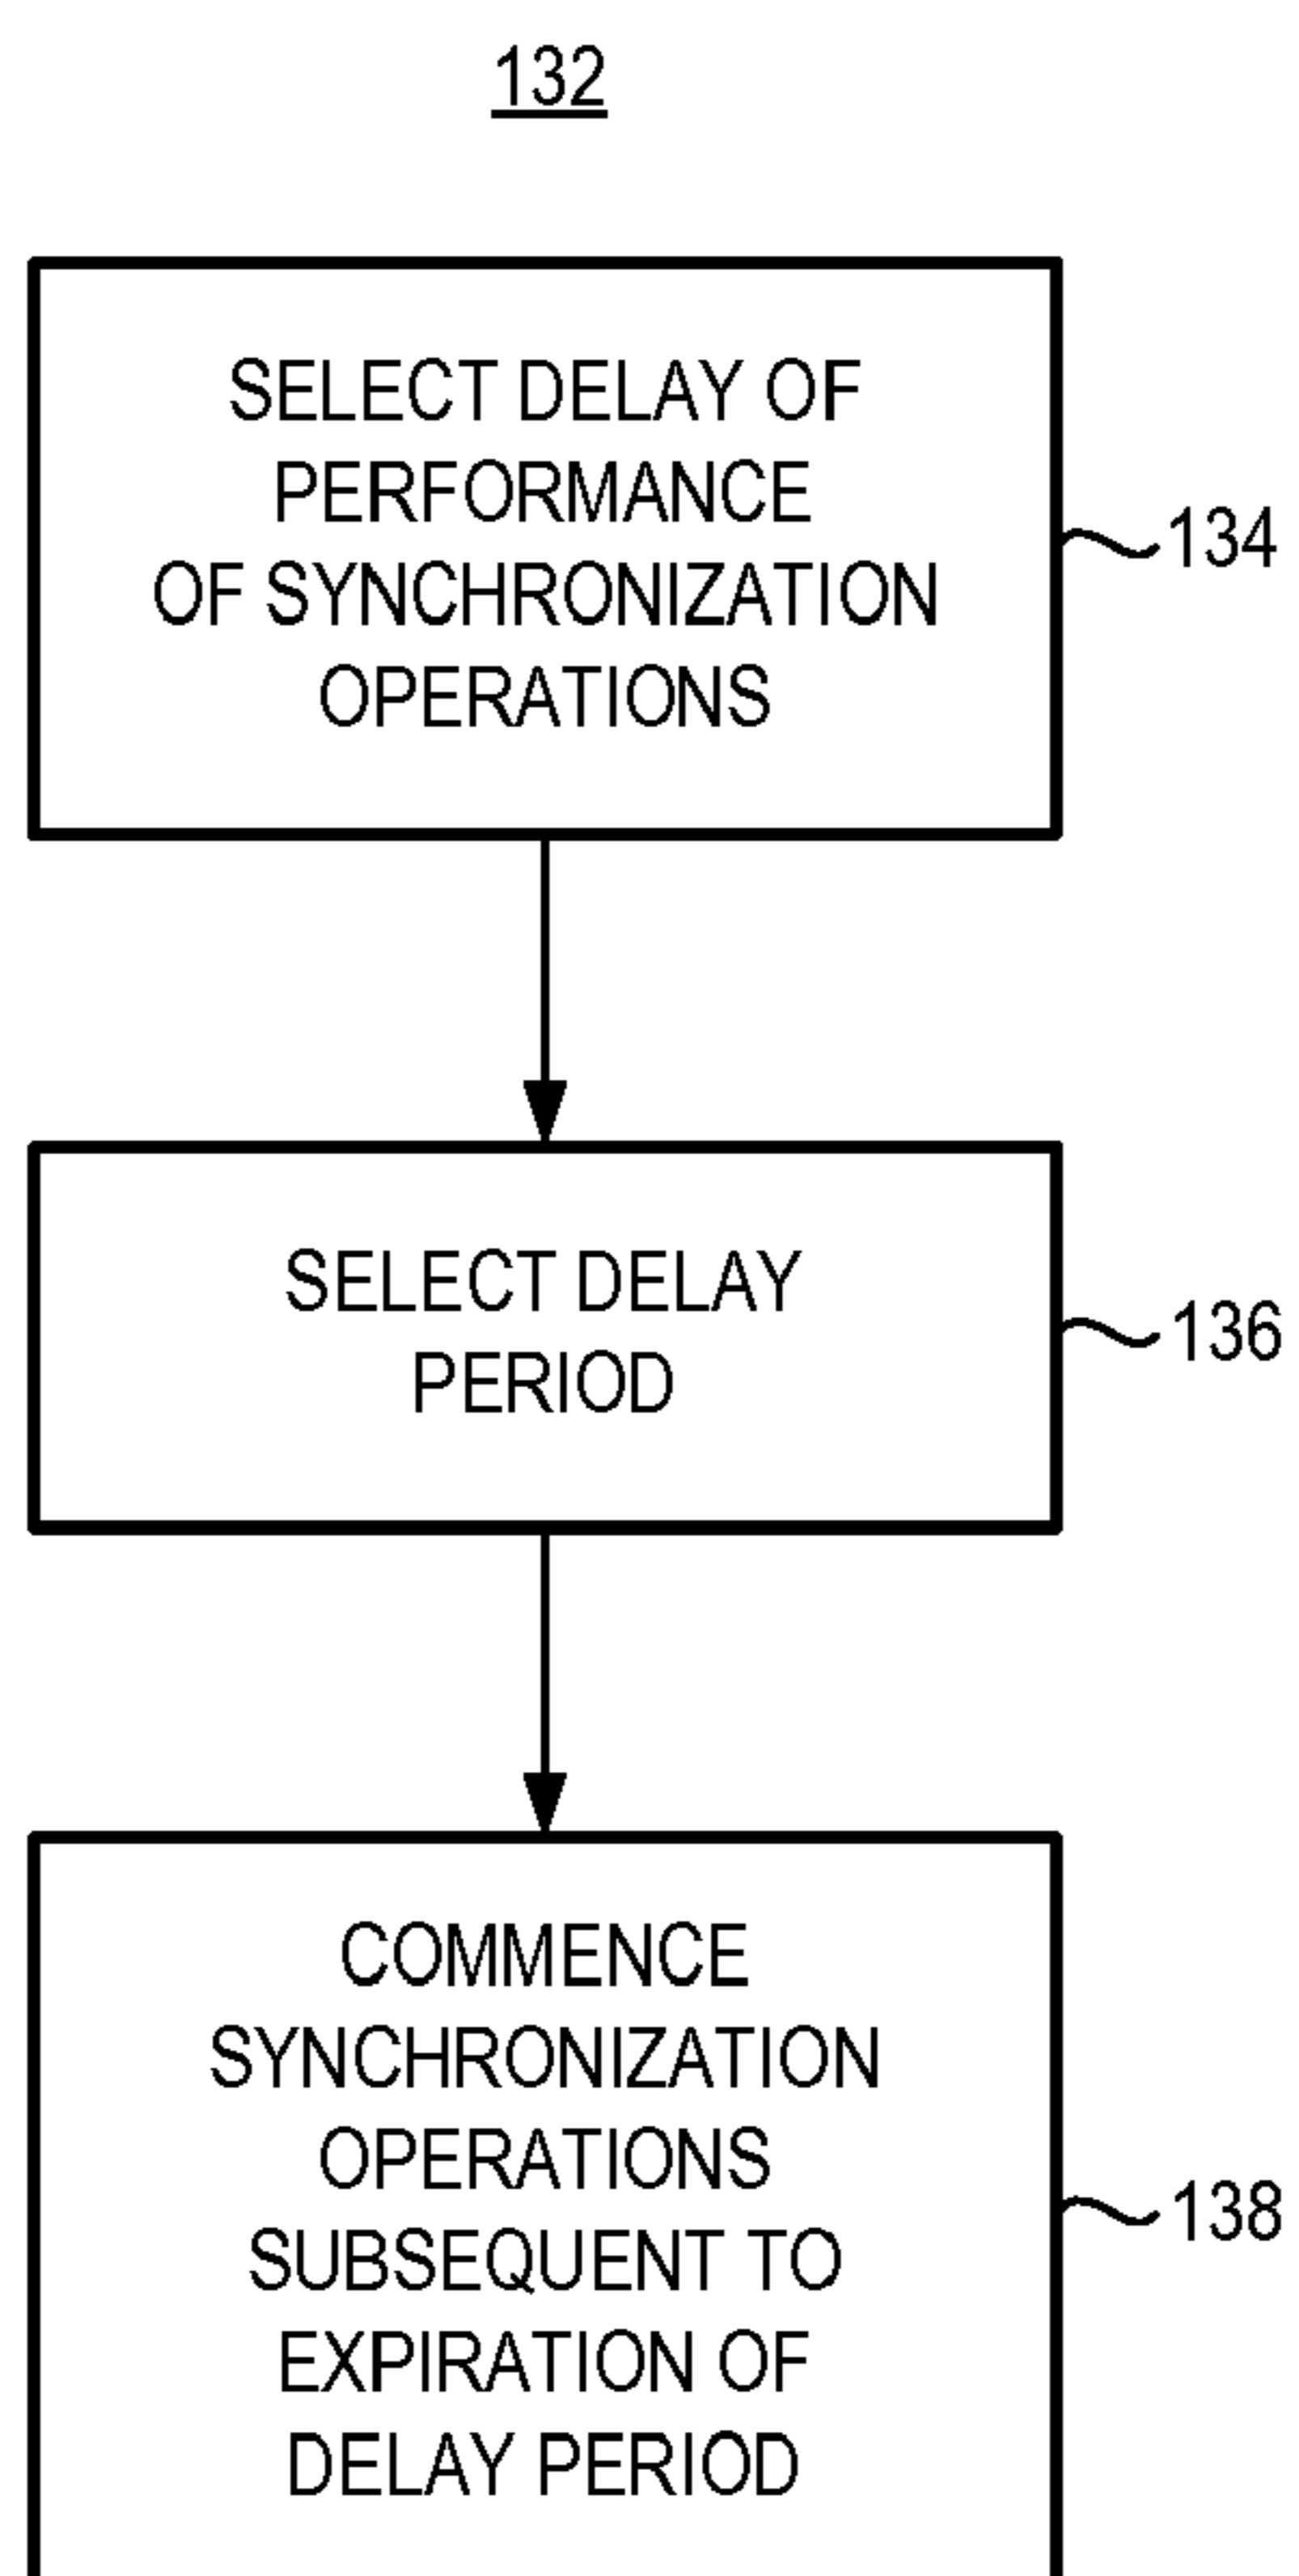 132
SELECT DELAY OF
PERFORMANCE
OF SYNCHRONIZATION
OPERATIONS
134
SELECT DELAY
PERIOD
136
COMMENCE
SYNCHRONIZATION
OPERATIONS
SUBSEQUENT TO
EXPIRATION OF
DELAY PERIOD
138